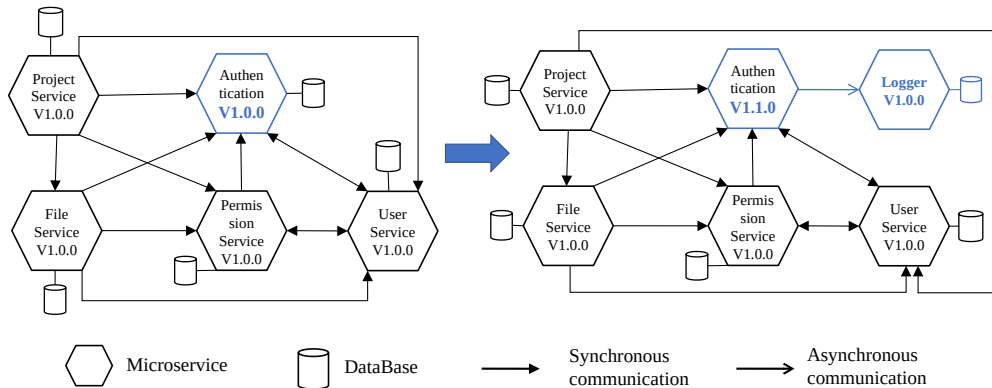 Project
Service
V1.0.0
Authen
tication
V1.0.0
File
Service
V1.0.0
Permis
sion
Service
V1.0.0
User
Service
V1.0.0
Project
Service
V1.0.0
Authen
tication
V1.1.0
Logger
V1.0.0
File
Service
V1.0.0
Permis
sion
Service
V1.0.0
User
Service
V1.0.0
Microservice
DataBase
Synchronous
communication
Asynchronous
communication